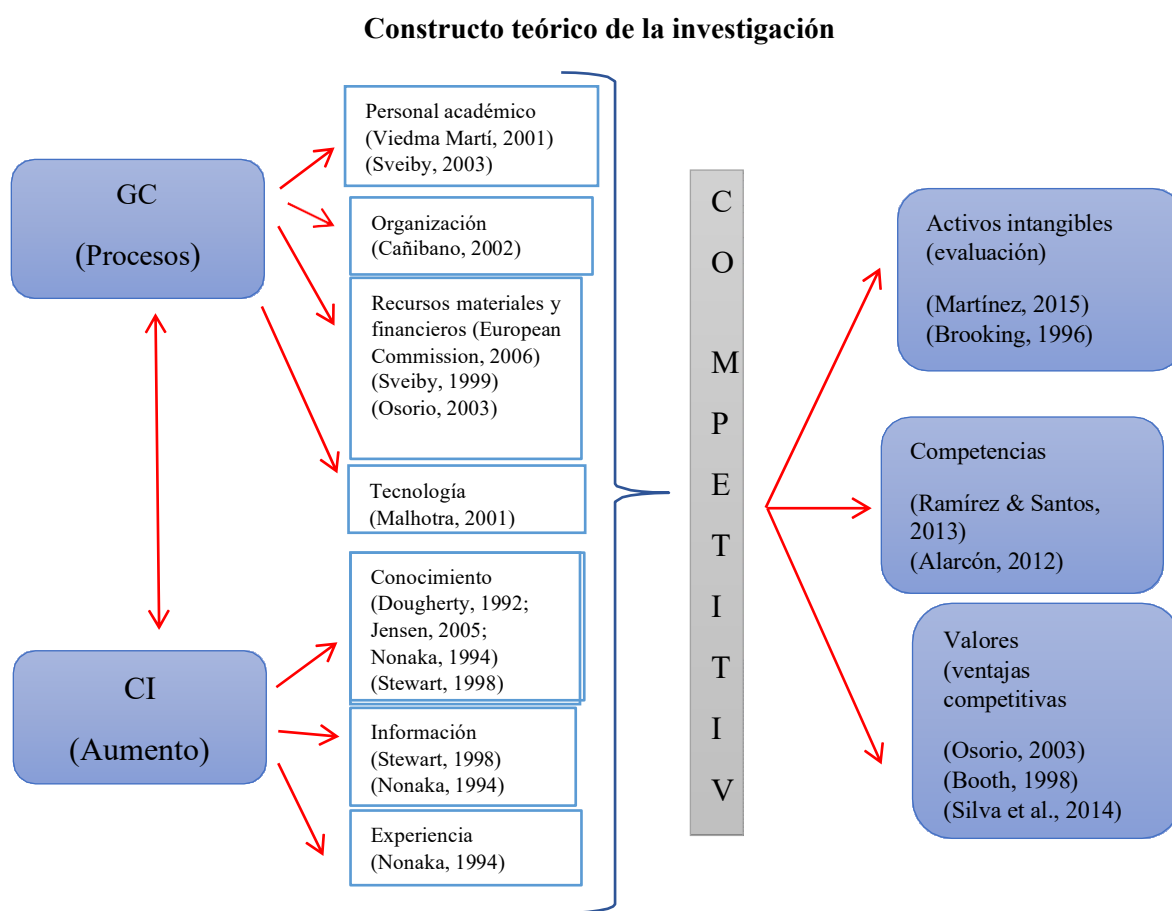 Constructo teórico de la investigación
GC
(Procesos)
CI
(Aumento)
Personal académico
(Viedma Martí, 2001)
(Sveiby, 2003)
Organización
(Cañibano, 2002)
Recursos materiales y
financieros (European
Commission, 2006)
(Sveiby, 1999)
(Osorio, 2003)
Tecnología
(Malhotra, 2001)
Conocimiento
(Dougherty, 1992;
Jensen, 2005;
Nonaka, 1994)
(Stewart, 1998)
Información
(Stewart, 1998)
(Nonaka, 1994)
Experiencia
(Nonaka, 1994)
C
O
M
P
E
T
I
T
I
V
Activos intangibles
(evaluación)
(Martínez, 2015)
(Brooking, 1996)
Competencias
(Ramírez & Santos,
2013)
(Alarcón, 2012)
Valores
(ventajas
competitivas
(Osorio, 2003)
(Booth, 1998)
(Silva et al., 2014)